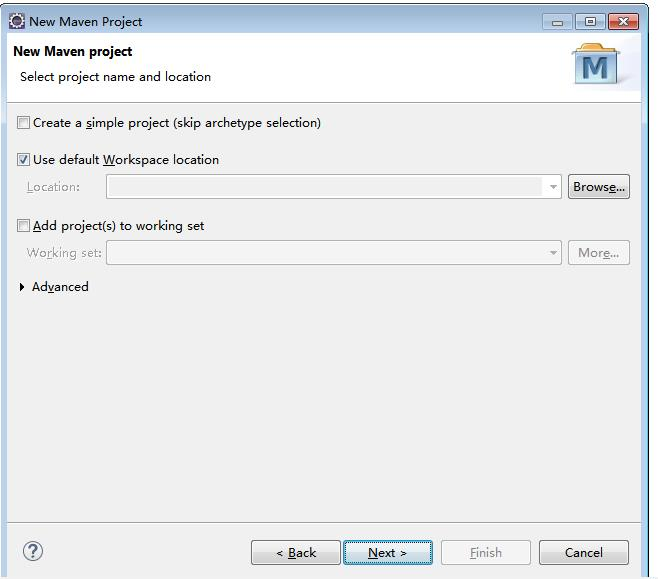 New Maven Project
New Maven project
Select project name and location
M
Create a simple project (skip archetype selection)
Use default Workspace location
Location:
Browse...
Add project(s) to working set
Working set:
More...
Advanced
?
< Back
Next >
Finish
Cancel